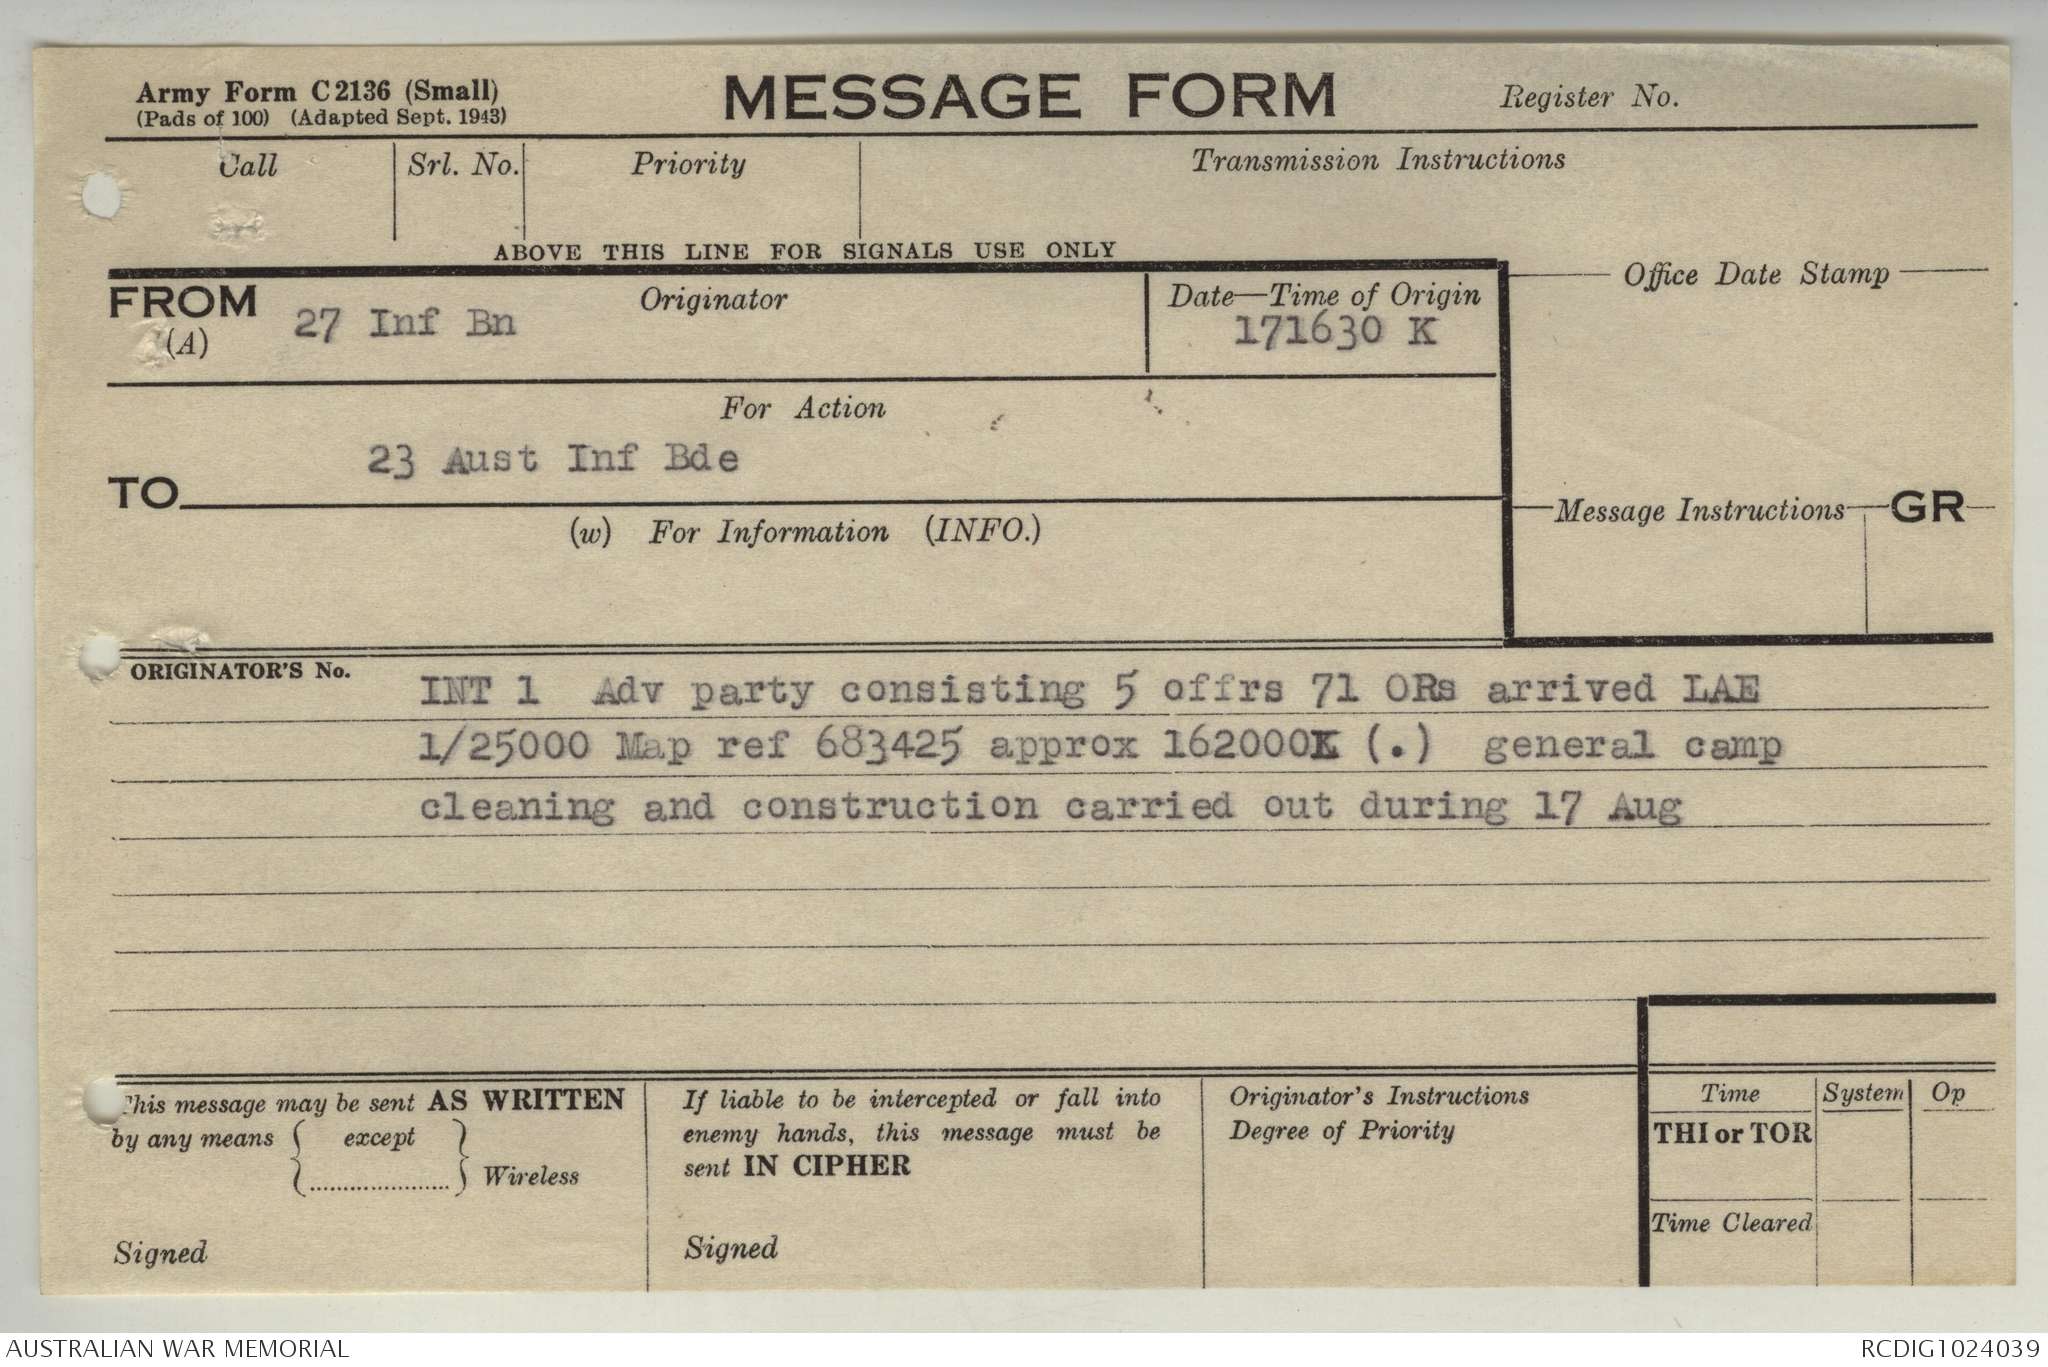 Army Form C 2136 (Small)
(Pads of 100) (Adapted Sept. 1943)
MESSAGE FORM
Register No.
Call
Srl. No.
Priority
Transmission Instructions
ABOVE THIS LINE FOR SIGNALS USE ONLY
FROM
(A)
Originator
27 Inf Bn
Date—Time of Origin
171630 K
Office Date Stamp
For Action
23 Aust Inf Bde
TO
(w) For Information (INFO.)
Message Instructions
GR
ORIGINATOR'S No.
INT 1 Adv party consisting 5 offrs 71 ORs arrived LAE
1/25000 Map ref 683425 approx 162000K (.) general camp
cleaning and construction carried out during 17 Aug
This message may be sent AS WRITTEN
by any means { except
..................... } Wireless
Signed
If liable to be intercepted or fall into
enemy hands, this message must be
sent IN CIPHER
Signed
Originator's Instructions
Degree of Priority
Time
System
Op
THI or TOR
Time Cleared
AUSTRALIAN WAR MEMORIAL
RCDIG1024039